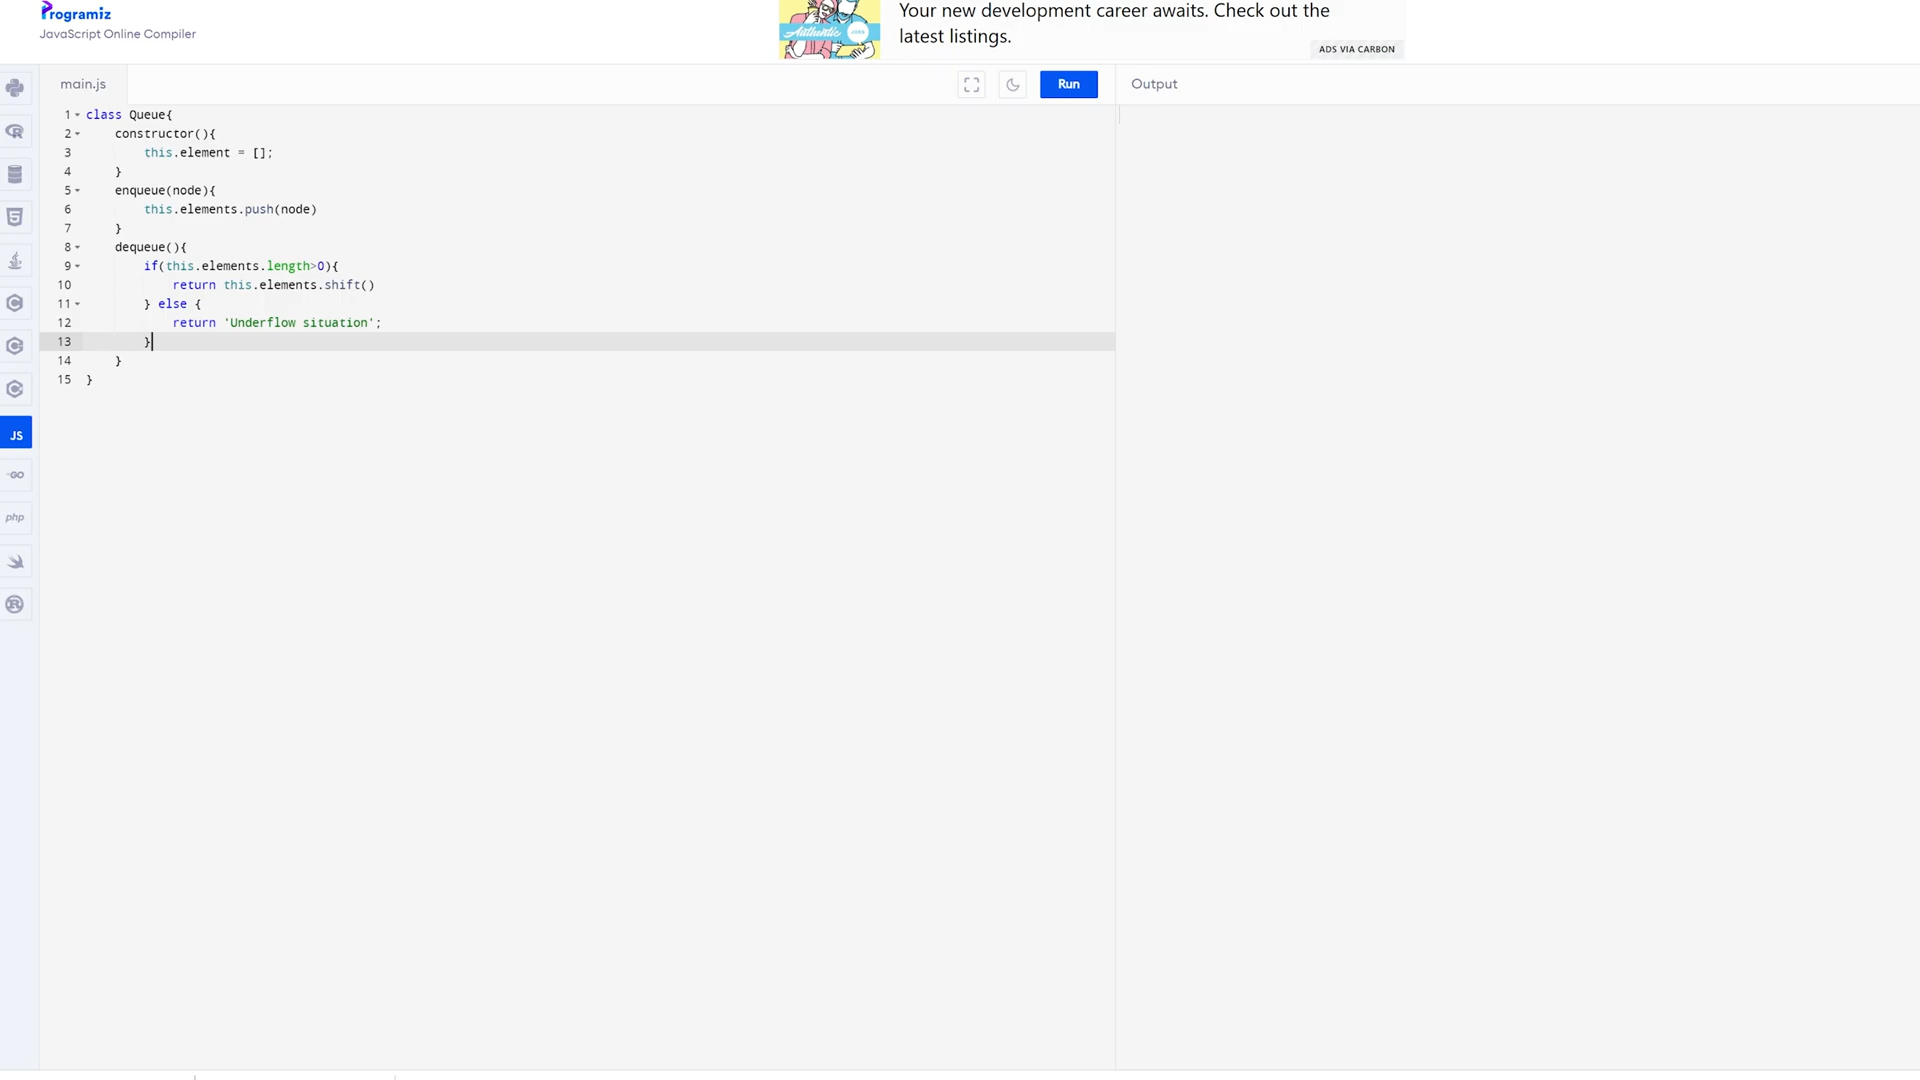 Programiz
JavaScript Online Compiler
Authentic JOBS
Your new development career awaits. Check out the
latest listings.
ADS VIA CARBON
main.js
Run
Output
1 class Queue{
2     constructor(){
3         this.element = [];
4     }
5     enqueue(node){
6         this.elements.push(node)
7     }
8     dequeue(){
9         if(this.elements.length>0){
10             return this.elements.shift()
11         } else {
12             return 'Underflow situation';
13         }
14     }
15 }
JS
GO
php